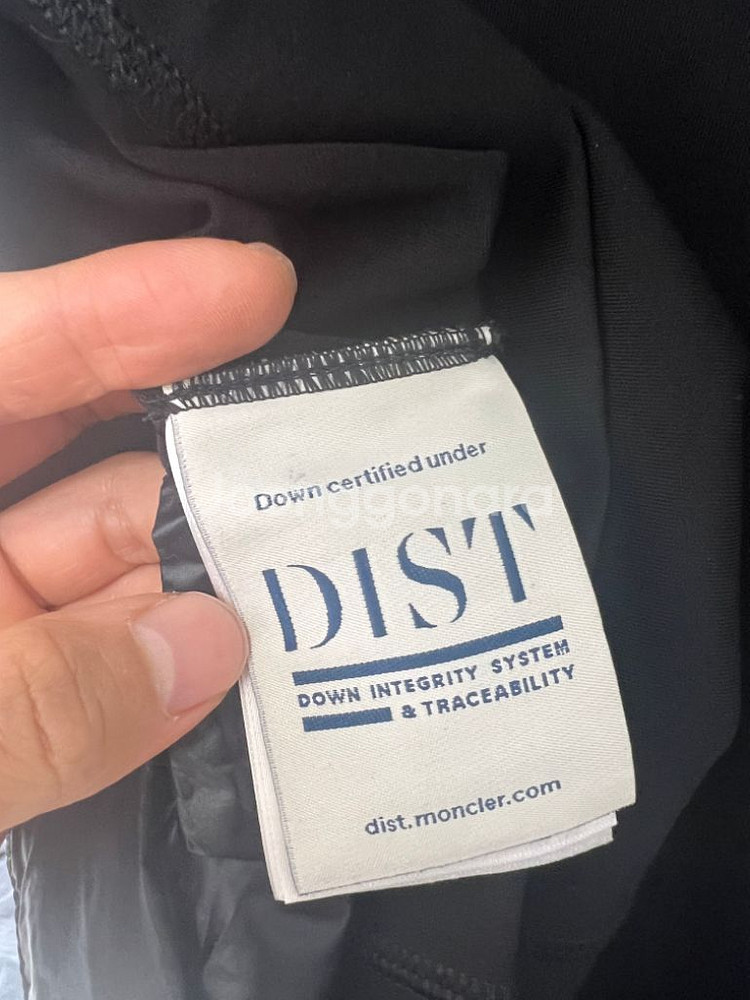 Down certified under
DIST
DOWN INTEGRITY SYSTEM
& TRACEABILITY
dist.moncler.com